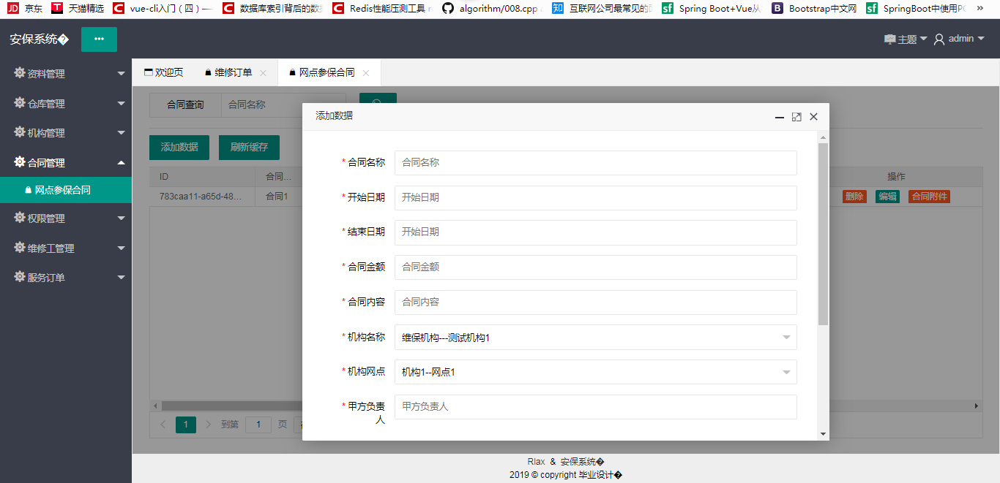 JD 京东 T 天猫精选 C vue-cli入门（四）— C 数据库索引背后的数 C Redis性能压测工具 algorithm/008.cpp 知 互联网公司最常见的 sf Spring Boot+Vue从 B Bootstrap中文网 sf SpringBoot中使用 »
安保系统� ••• 主题 admin
资料管理
仓库管理
机构管理
合同管理
网点参保合同
权限管理
维修工管理
服务订单
欢迎页 维修订单 网点参保合同
合同查询 合同名称
添加数据 刷新缓存
ID 合同... 操作
783caa11-a65d-48... 合同1 删除 编辑 合同附件
1 到第 1 页
添加数据
* 合同名称 合同名称
* 开始日期 开始日期
* 结束日期 开始日期
* 合同金额 合同金额
* 合同内容 合同内容
* 机构名称 维保机构---测试机构1
* 机构网点 机构1--网点1
* 甲方负责人 甲方负责人
Rlax & 安保系统�
2019 © copyright 毕业设计�